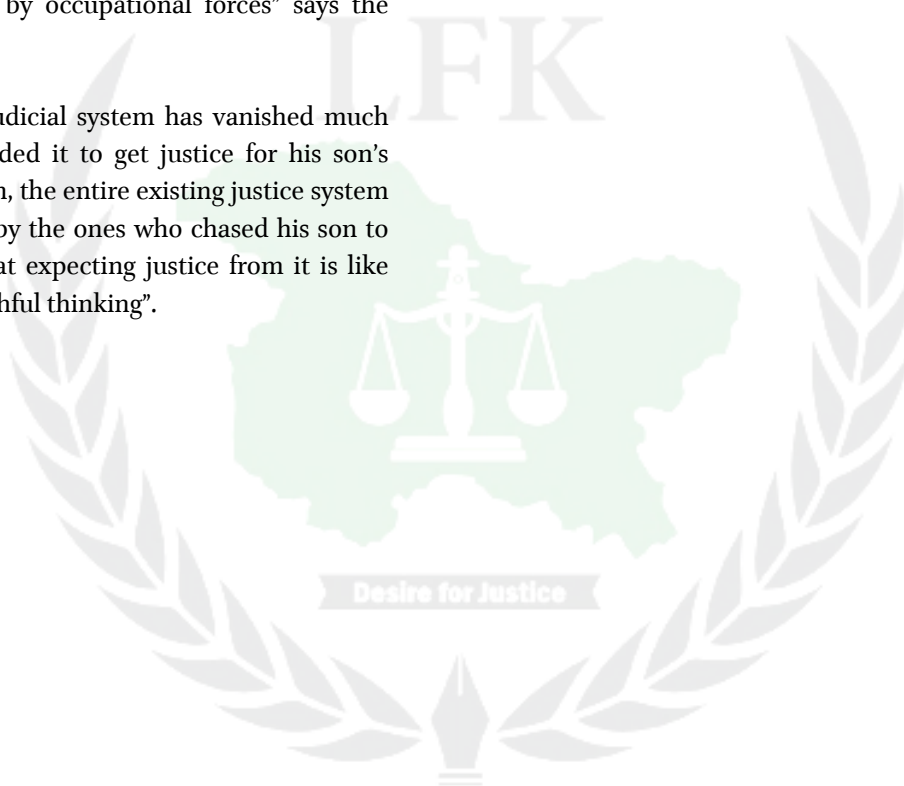 by occupational forces” says the
LFK
udicial system has vanished much
ded it to get justice for his son’s
n, the entire existing justice system
by the ones who chased his son to
at expecting justice from it is like
hful thinking”.
Desire for Justice